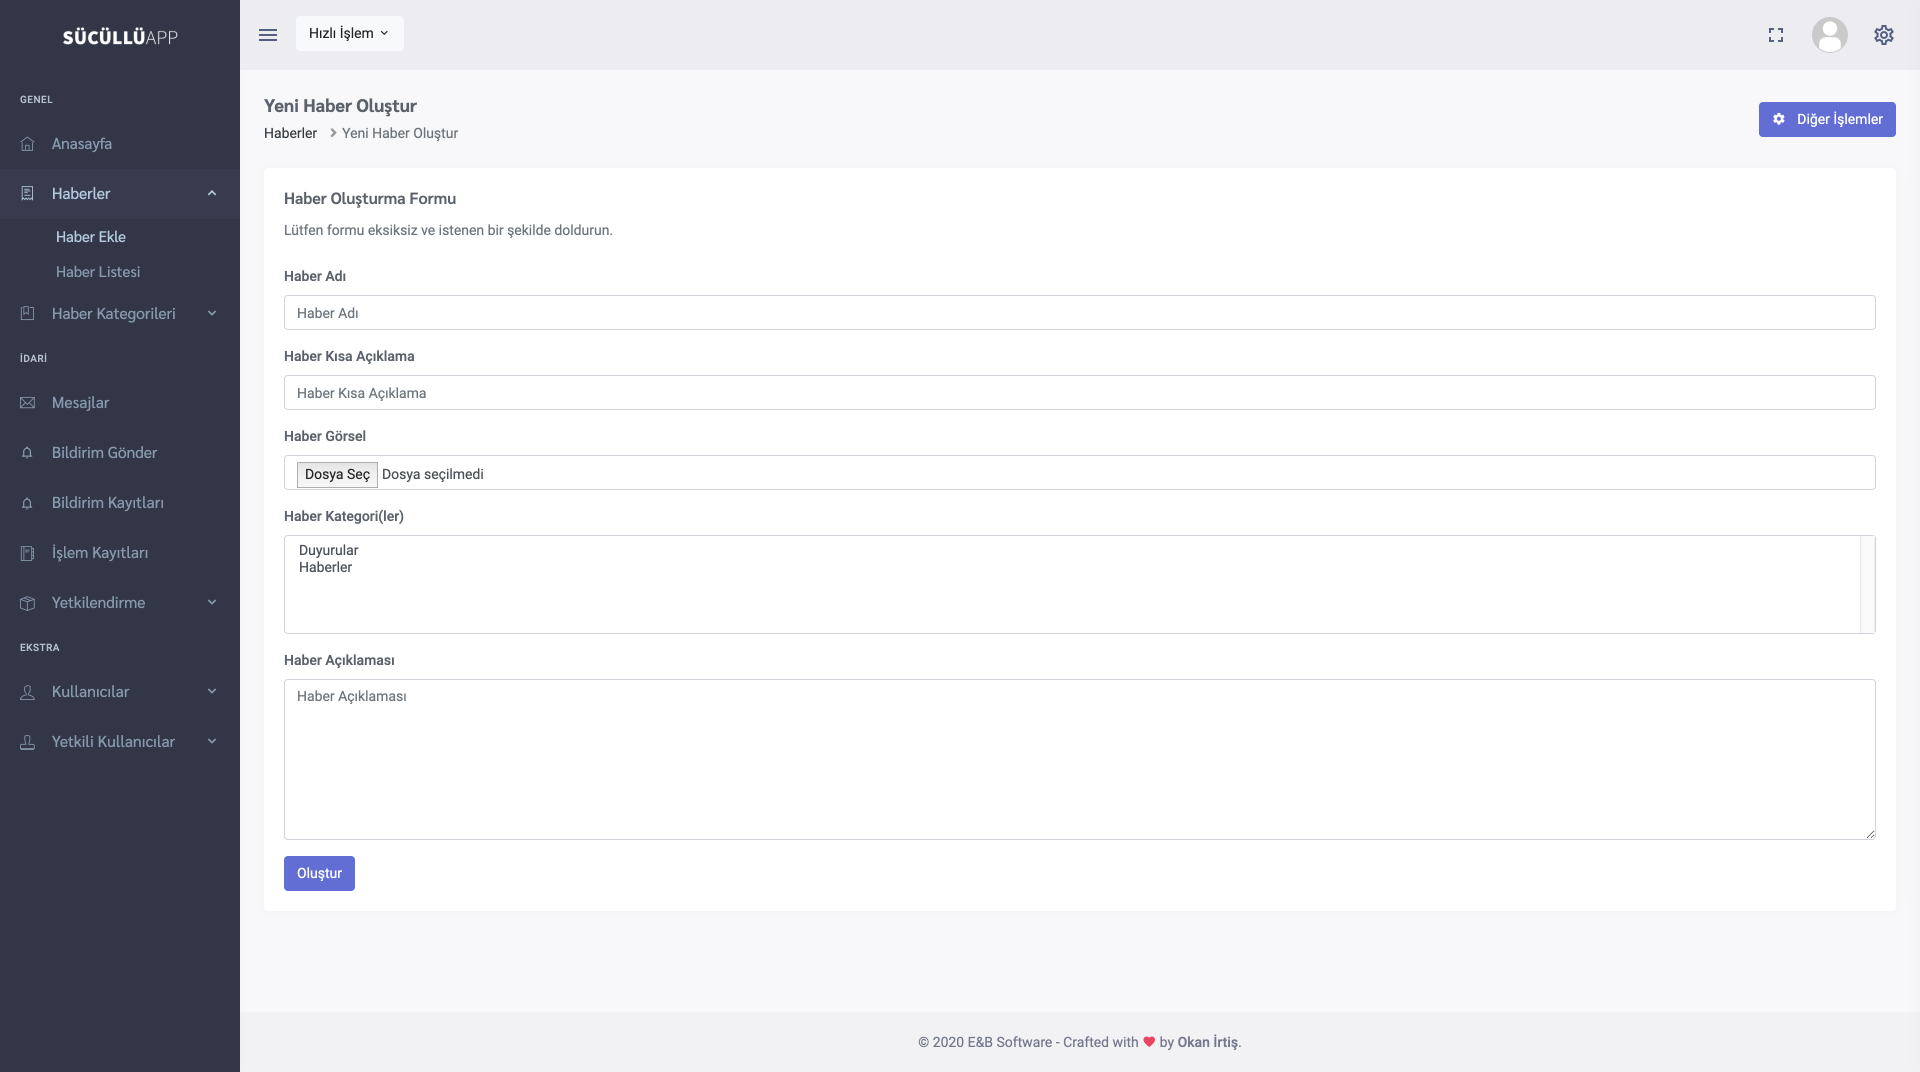 SÜCÜLLÜAPP
GENEL
Anasayfa
Haberler
Haber Ekle
Haber Listesi
Haber Kategorileri
İDARİ
Mesajlar
Bildirim Gönder
Bildirim Kayıtları
İşlem Kayıtları
Yetkilendirme
EKSTRA
Kullanıcılar
Yetkili Kullanıcılar
Hızlı İşlem
Yeni Haber Oluştur
Haberler > Yeni Haber Oluştur
Diğer İşlemler
Haber Oluşturma Formu
Lütfen formu eksiksiz ve istenen bir şekilde doldurun.
Haber Adı
Haber Adı
Haber Kısa Açıklama
Haber Kısa Açıklama
Haber Görsel
Dosya Seç Dosya seçilmedi
Haber Kategori(ler)
Duyurular
Haberler
Haber Açıklaması
Haber Açıklaması
Oluştur
© 2020 E&B Software - Crafted with ❤ by Okan İrtiş.